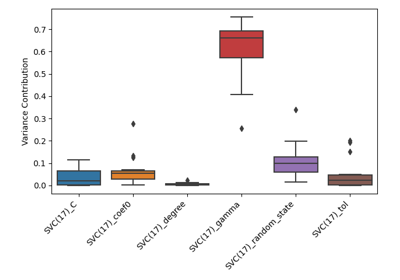 Variance Contribution
0.7
0.6
0.5
0.4
0.3
0.2
0.1
0.0
SVC(17)_C
SVC(17)_coef0
SVC(17)_degree
SVC(17)_gamma
SVC(17)_random_state
SVC(17)_tol